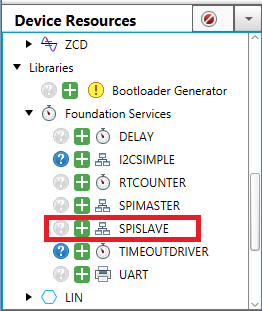 Device Resources
ZCD
Libraries
Bootloader Generator
Foundation Services
DELAY
I2CSIMPLE
RTCOUNTER
SPIMASTER
SPISLAVE
TIMEOUTDRIVER
UART
LIN